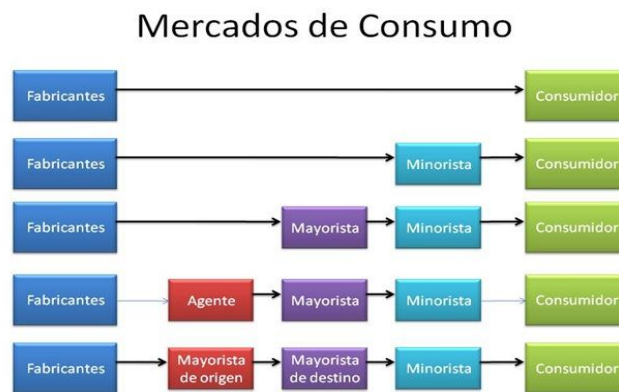 Mercados de Consumo
Fabricantes Consumidor
Fabricantes Minorista Consumidor
Fabricantes Mayorista Minorista Consumidor
Fabricantes Agente Mayorista Minorista Consumidor
Fabricantes Mayorista de origen Mayorista de destino Minorista Consumidor